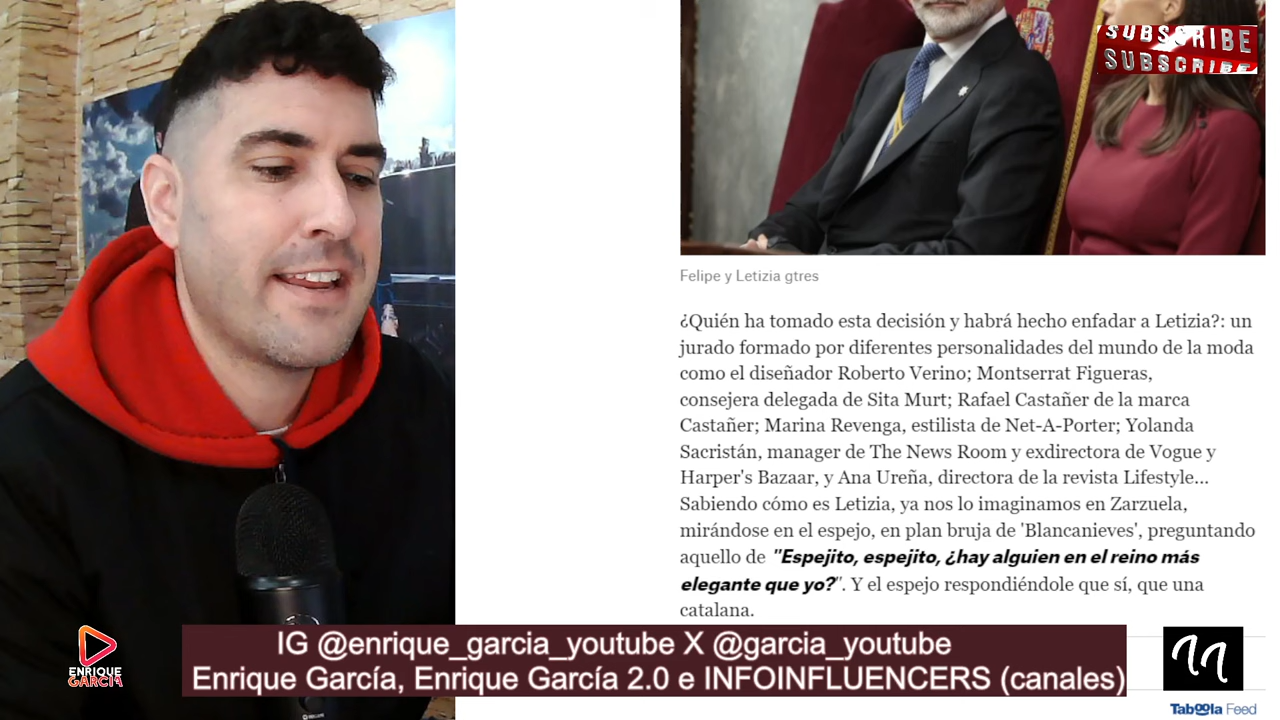 SUBSCRIBE
SUBSCRIBE
Felipe y Letizia gtres
¿Quién ha tomado esta decisión y habrá hecho enfadar a Letizia?: un
jurado formado por diferentes personalidades del mundo de la moda
como el diseñador Roberto Verino; Montserrat Figueras,
consejera delegada de Sita Murt; Rafael Castañer de la marca
Castañer; Marina Revenga, estilista de Net-A-Porter; Yolanda
Sacristán, manager de The News Room y exdirectora de Vogue y
Harper's Bazaar, y Ana Ureña, directora de la revista Lifestyle...
Sabiendo cómo es Letizia, ya nos lo imaginamos en Zarzuela,
mirándose en el espejo, en plan bruja de 'Blancanieves', preguntando
aquello de "Espejito, espejito, ¿hay alguien en el reino más
elegante que yo?". Y el espejo respondiéndole que sí, que una
catalana.
IG @enrique_garcia_youtube X @garcia_youtube
Enrique García, Enrique García 2.0 e INFOINFLUENCERS (canales)
ENRIQUE
GARCÍA
Taboola Feed